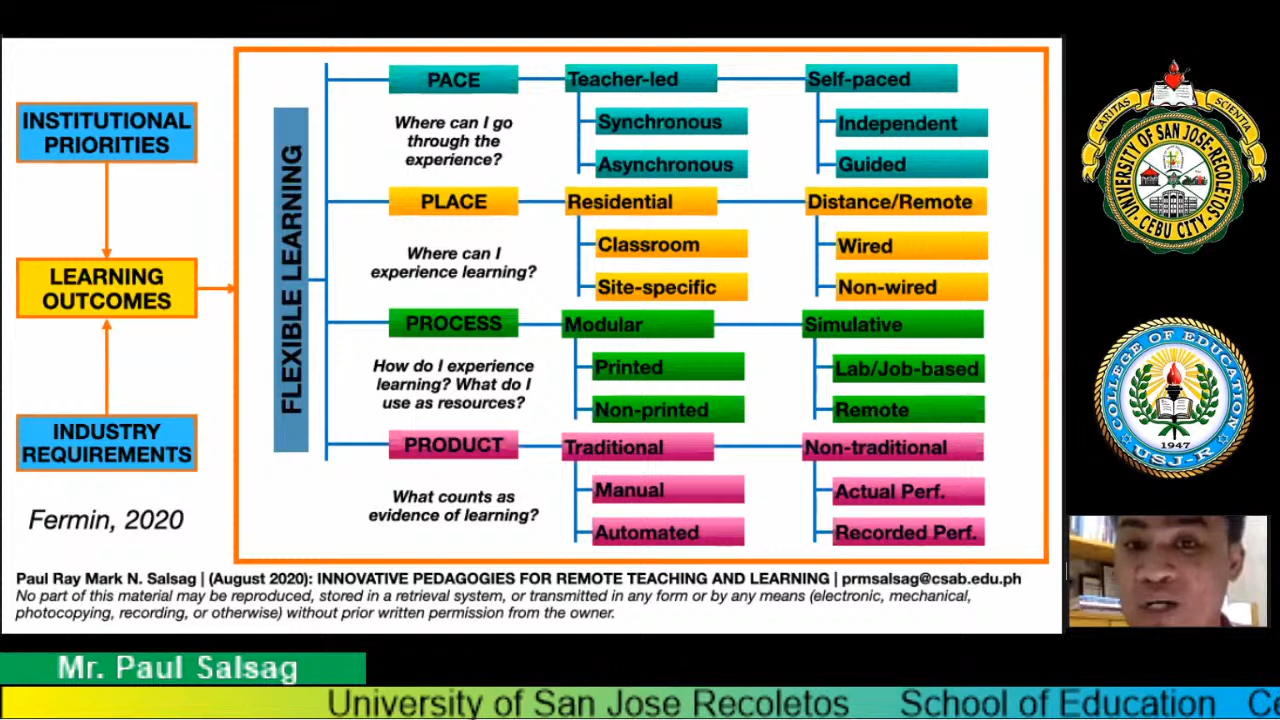 INSTITUTIONAL
PRIORITIES
LEARNING
OUTCOMES
INDUSTRY
REQUIREMENTS
Fermin, 2020
FLEXIBLE LEARNING
PACE
Where can I go
through the
experience?
Teacher-led
Synchronous
Asynchronous
Self-paced
Independent
Guided
PLACE
Where can I
experience learning?
Residential
Classroom
Site-specific
Distance/Remote
Wired
Non-wired
PROCESS
How do I experience
learning? What do I
use as resources?
Modular
Printed
Non-printed
Simulative
Lab/Job-based
Remote
PRODUCT
What counts as
evidence of learning?
Traditional
Manual
Automated
Non-traditional
Actual Perf.
Recorded Perf.
Paul Ray Mark N. Salsag | (August 2020): INNOVATIVE PEDAGOGIES FOR REMOTE TEACHING AND LEARNING | prmsalsag@csab.edu.ph
No part of this material may be reproduced, stored in a retrieval system, or transmitted in any form or by any means (electronic, mechanical,
photocopying, recording, or otherwise) without prior written permission from the owner.
CARITAS
SCIENTIA
UNIVERSITY OF SAN JOSE-RECOLETOS
CEBU CITY
COLLEGE OF EDUCATION
1947
USJ-R
Mr. Paul Salsag
University of San Jose Recoletos School of Education Co